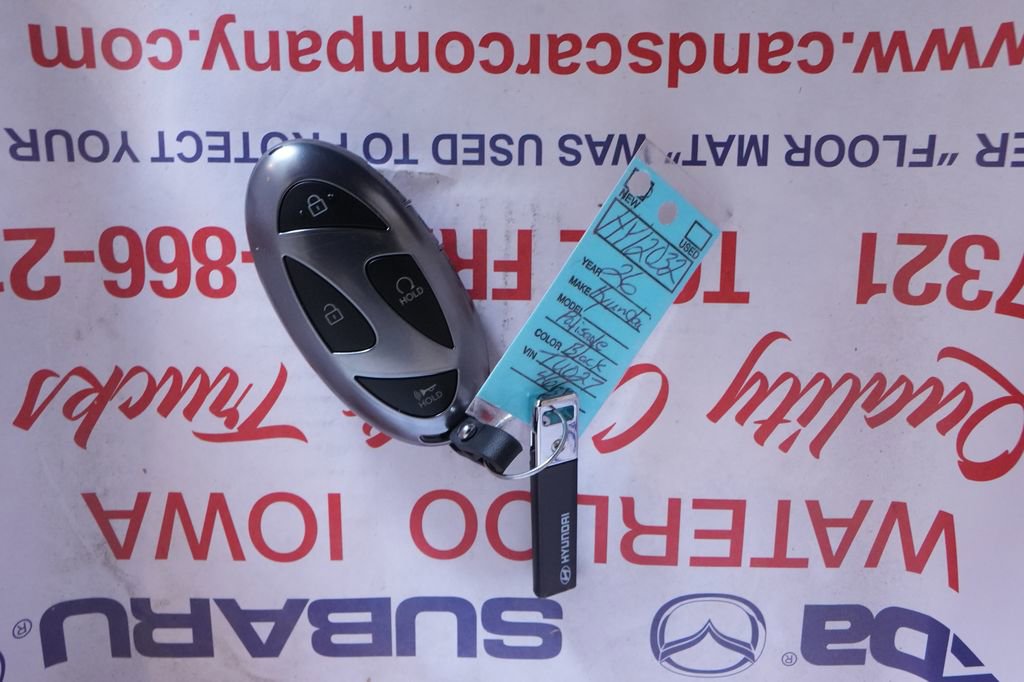 www.candscarcompany.com
ER "FLOOR MAT" WAS USED TO PROTECT YOUR
7321 TO FR -866-2
Quality C & Trucks
WATERLOO IOWA
SUBARU®
®
HOLD
HOLD
NEW USED
HY2032
YEAR 26
MAKE Hyundai
MODEL Palisade
COLOR Black
VIN
HYUNDAI